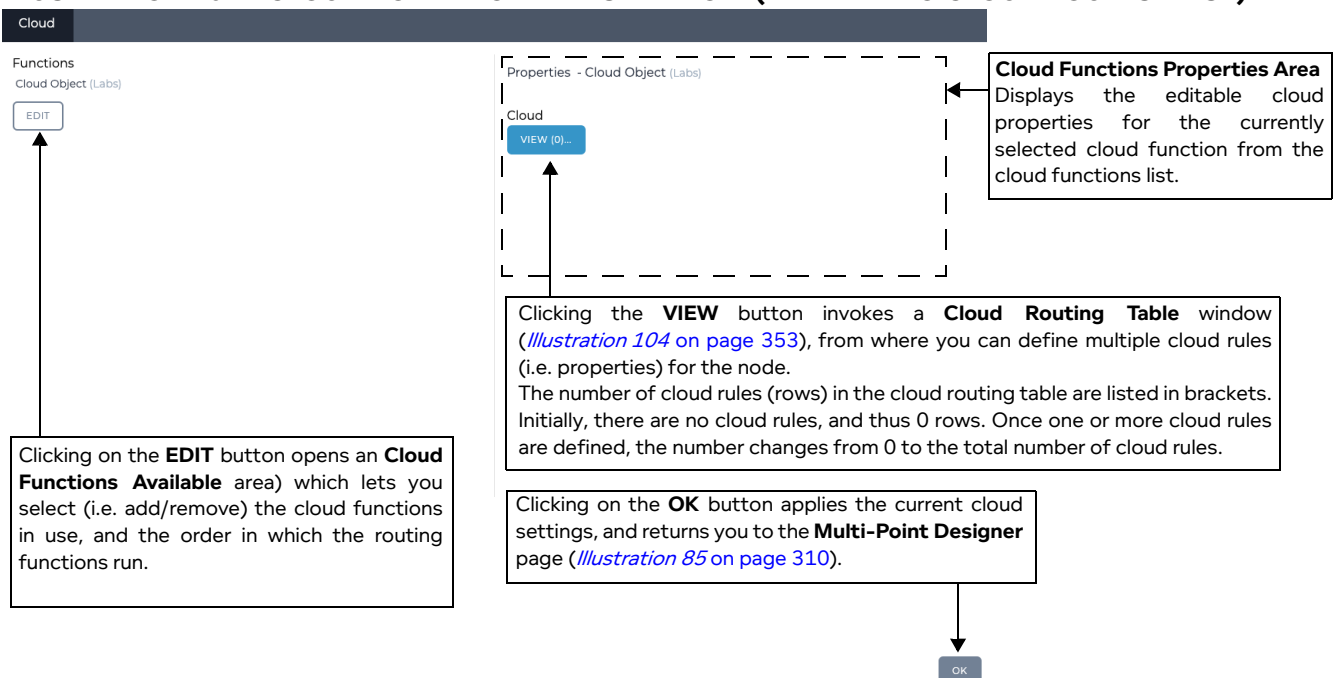 Cloud
Functions
Cloud Object (Labs)
EDIT
Properties - Cloud Object (Labs)
Cloud
VIEW (0)...
Cloud Functions Properties Area
Displays the editable cloud
properties for the currently
selected cloud function from the
cloud functions list.
Clicking the VIEW button invokes a Cloud Routing Table window
(Illustration 104 on page 353), from where you can define multiple cloud rules
(i.e. properties) for the node.
The number of cloud rules (rows) in the cloud routing table are listed in brackets.
Initially, there are no cloud rules, and thus 0 rows. Once one or more cloud rules
are defined, the number changes from 0 to the total number of cloud rules.
Clicking on the EDIT button opens an Cloud
Functions Available area) which lets you
select (i.e. add/remove) the cloud functions
in use, and the order in which the routing
functions run.
Clicking on the OK button applies the current cloud
settings, and returns you to the Multi-Point Designer
page (Illustration 85 on page 310).
OK